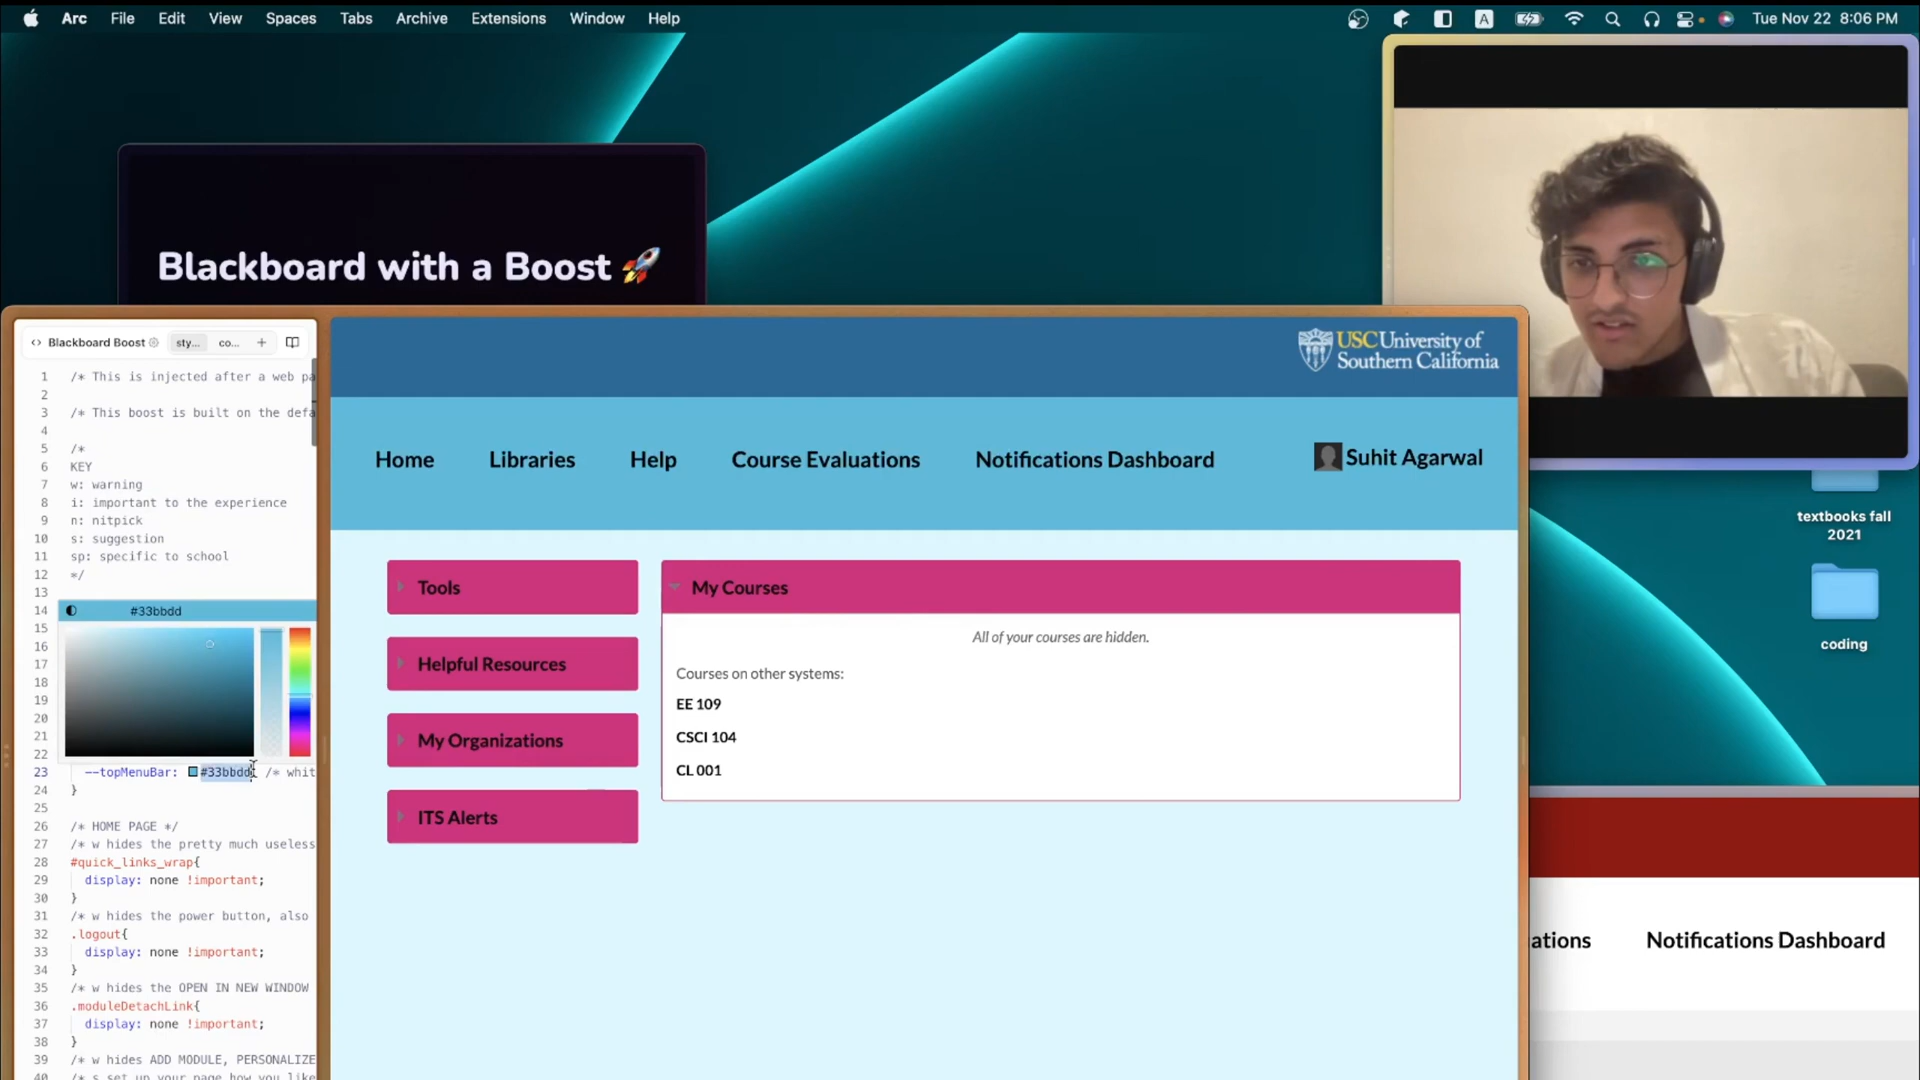 Arc File Edit View Spaces Tabs Archive Extensions Window Help
A
Tue Nov 22 8:06 PM
Blackboard with a Boost 🚀
Blackboard Boost sty... co... +
1 /* This is injected after a web pa
2
3 /* This boost is built on the defa
4
5 /*
6 KEY
7 w: warning
8 i: important to the experience
9 n: nitpick
10 s: suggestion
11 sp: specific to school
12 */
13
14
#33bbdd
15
16
17
18
19
20
21
22
23 --topMenuBar: #33bbdd /* whit
24 }
25
26 /* HOME PAGE */
27 /* w hides the pretty much useless
28 #quick_links_wrap{
29 display: none !important;
30 }
31 /* w hides the power button, also
32 .logout{
33 display: none !important;
34 }
35 /* w hides the OPEN IN NEW WINDOW
36 .moduleDetachLink{
37 display: none !important;
38 }
39 /* w hides ADD MODULE, PERSONALIZE
40 /* s set up your page how you like
USC University of
Southern California
Home Libraries Help Course Evaluations Notifications Dashboard Suhit Agarwal
Tools
Helpful Resources
My Organizations
ITS Alerts
My Courses
All of your courses are hidden.
Courses on other systems:
EE 109
CSCI 104
CL 001
textbooks fall
2021
coding
ations Notifications Dashboard